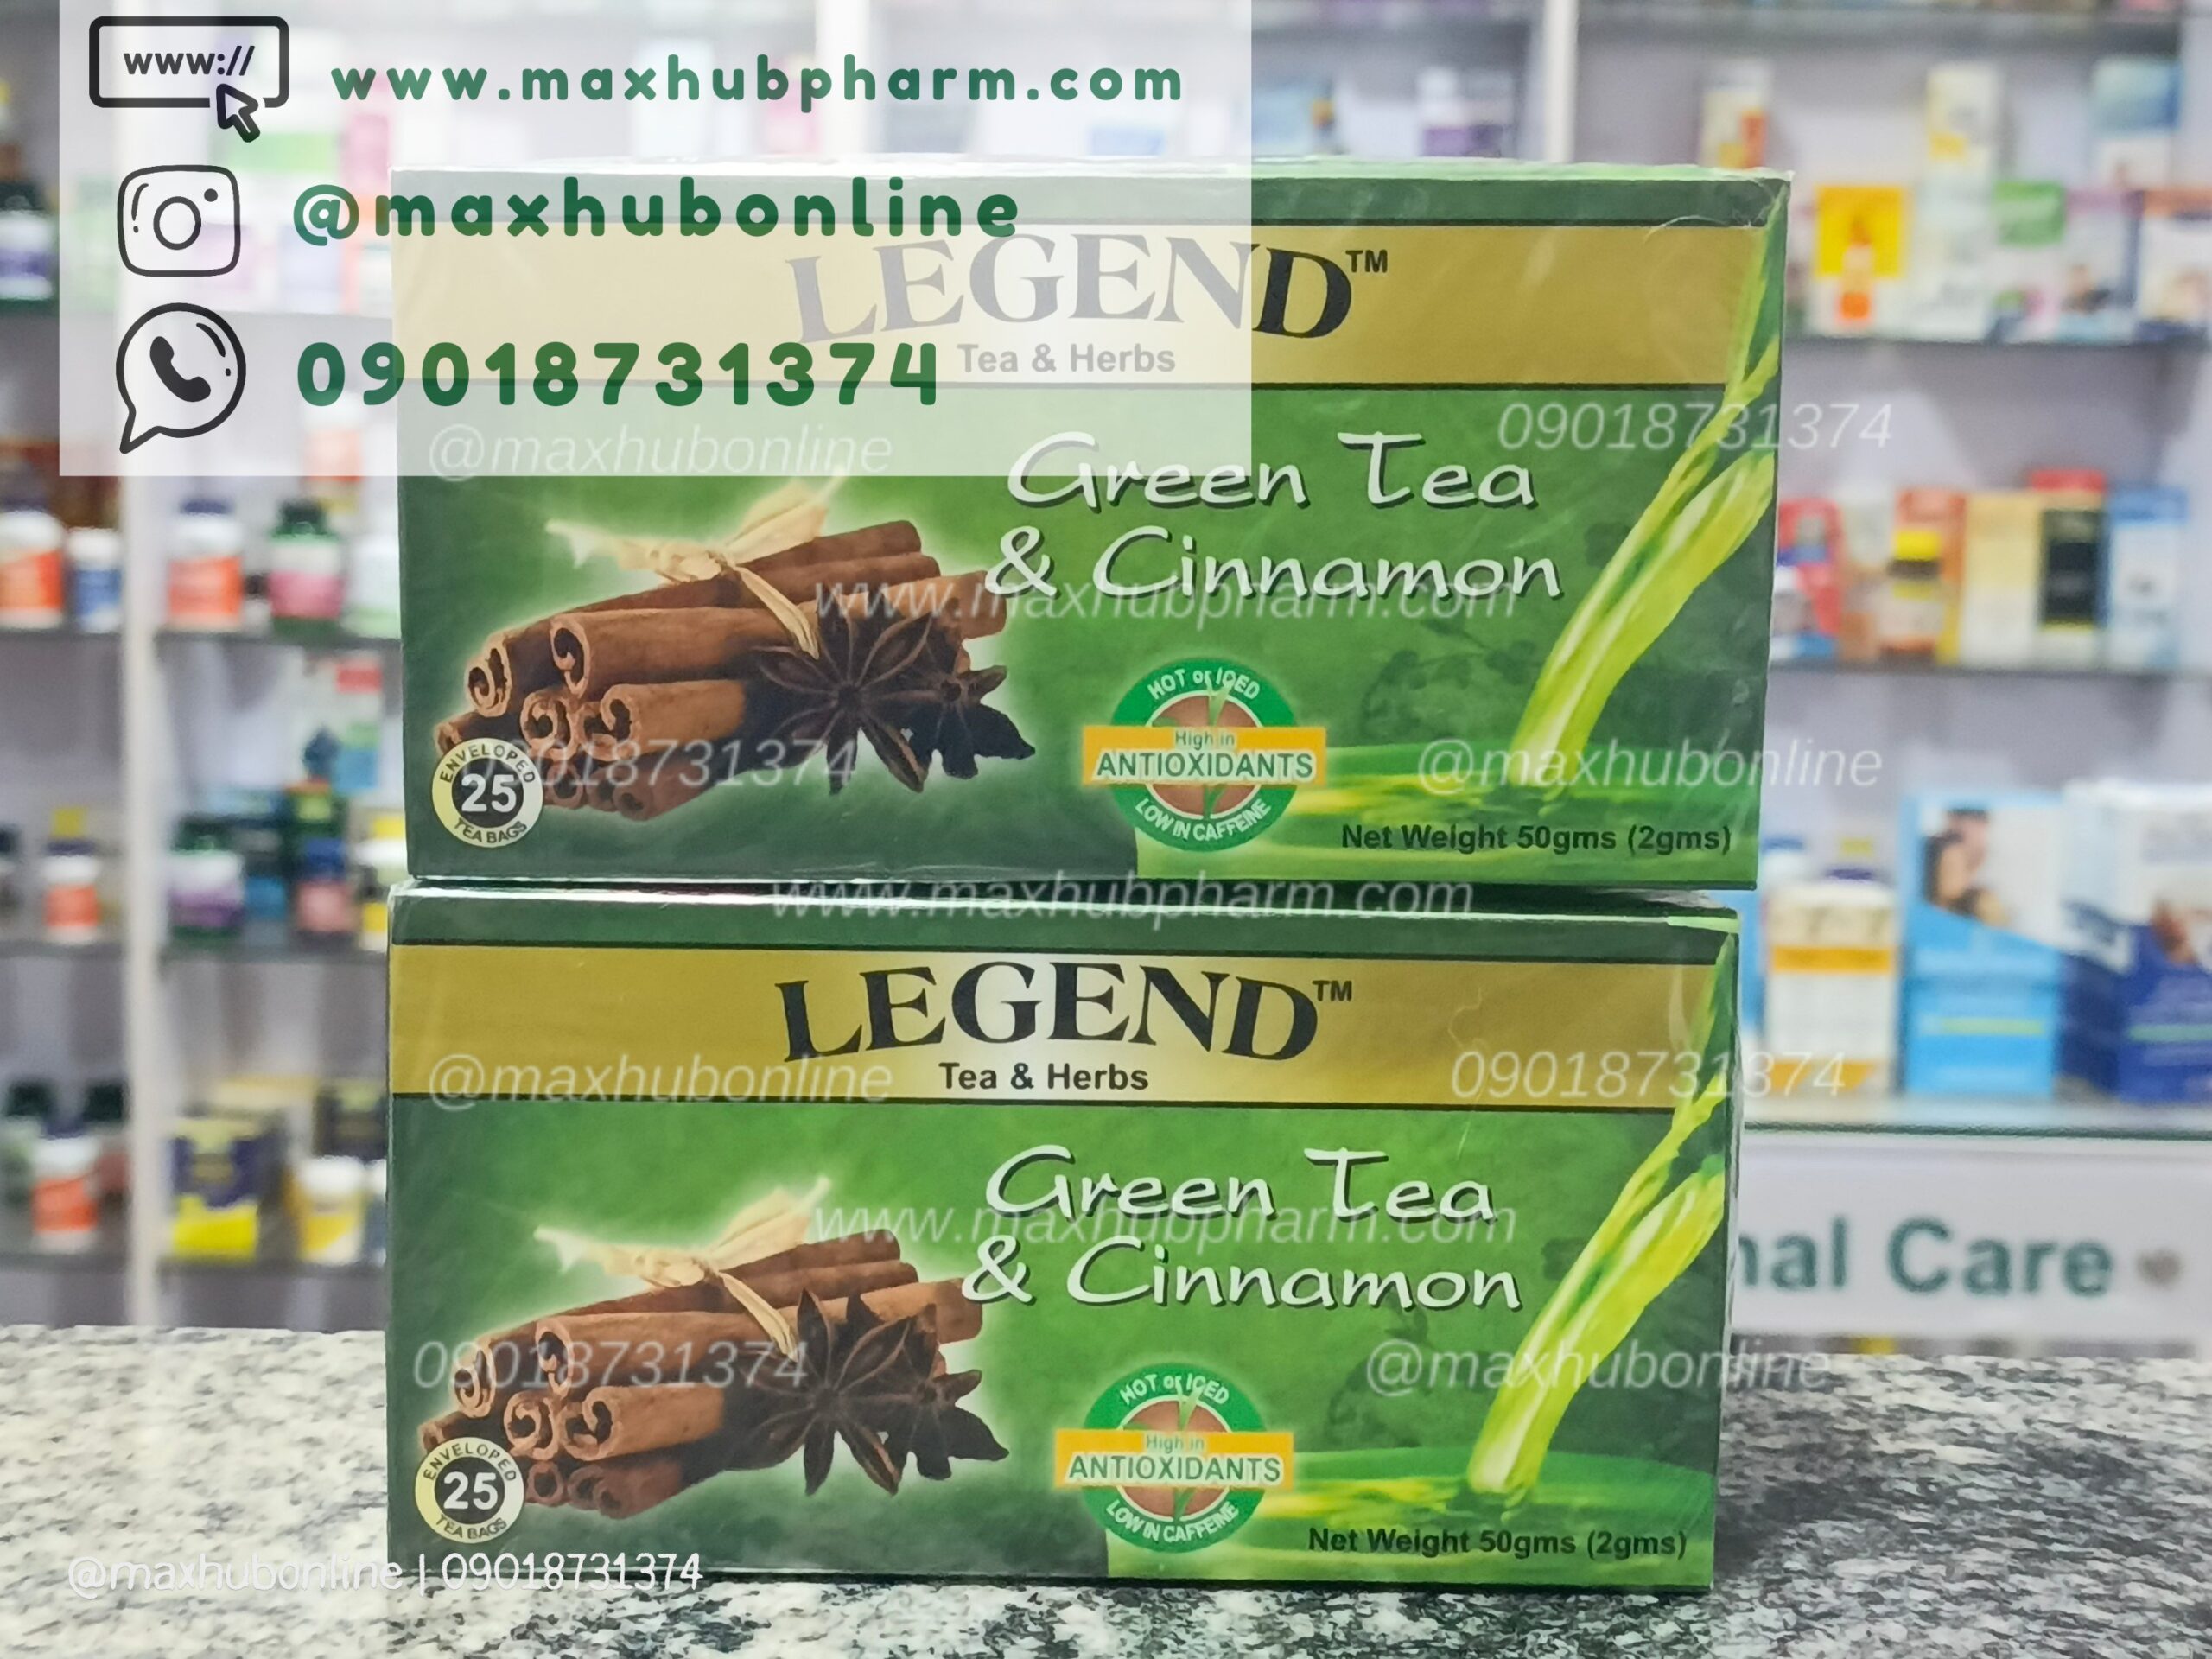 www://
www.maxhubpharm.com
@maxhubonline
09018731374
LEGEND™
Tea & Herbs
@maxhubonline
09018731374
Green Tea
& Cinnamon
www.maxhubpharm.com
HOT or ICED
High in
ANTIOXIDANTS
LOW IN CAFFEINE
09018731374
@maxhubonline
ENVELOPED
25
TEA BAGS
Net Weight 50gms (2gms)
www.maxhubpharm.com
LEGEND™
Tea & Herbs
@maxhubonline
09018731374
Green Tea
www.maxhubpharm.com
& Cinnamon
nal Care
09018731374
@maxhubonline
HOT or ICED
High in
ANTIOXIDANTS
LOW IN CAFFEINE
ENVELOPED
25
TEA BAGS
Net Weight 50gms (2gms)
@maxhubonline | 09018731374